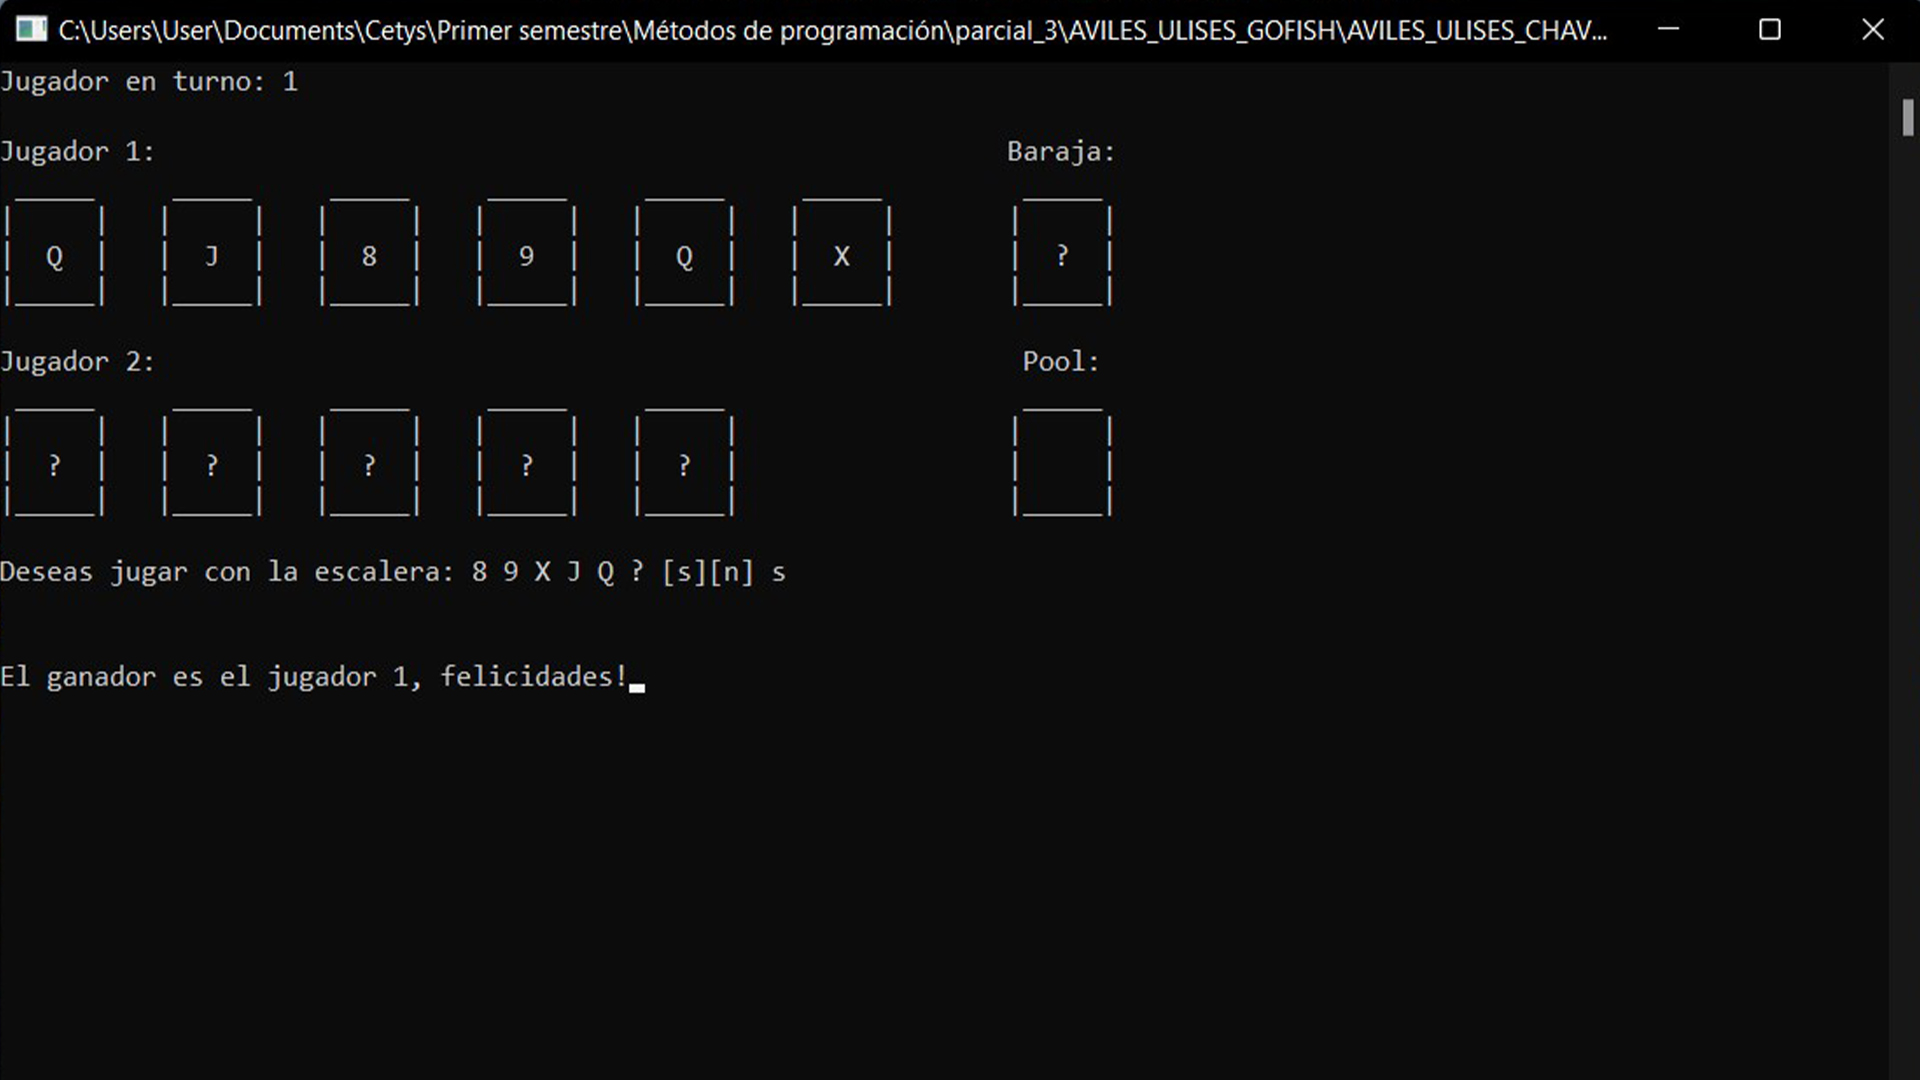 C:\Users\User\Documents\Cetys\Primer semestre\Métodos de programación\parcial_3\AVILES_ULISES_GOFISH\AVILES_ULISES_CHAV...
Jugador en turno: 1
Jugador 1: Baraja:
Q J 8 9 Q X ?
Jugador 2: Pool:
? ? ? ? ?
Deseas jugar con la escalera: 8 9 X J Q ? [s][n] s
El ganador es el jugador 1, felicidades!